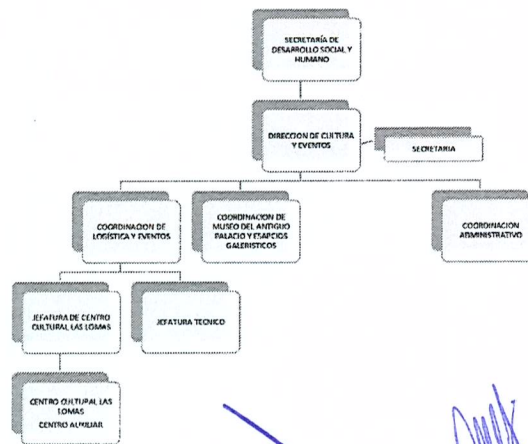 SECRETARÍA DE
DESARROLLO SOCIAL Y
HUMANO
DIRECCION DE CULTURA
Y EVENTOS
SECRETARIA
COORDINACION DE
LOGÍSTICA Y EVENTOS
COORDINACION DE
MUSEO DEL ANTIGUO
PALACIO Y ESAPCIOS
GALERISTICOS
COORDINACION
ADMINISTRATIVO
JEFATURA DE CENTRO
CULTURAL LAS LOMAS
JEFATURA TECNICO
CENTRO CULTURAL LAS
LOMAS
CENTRO AUXILIAR